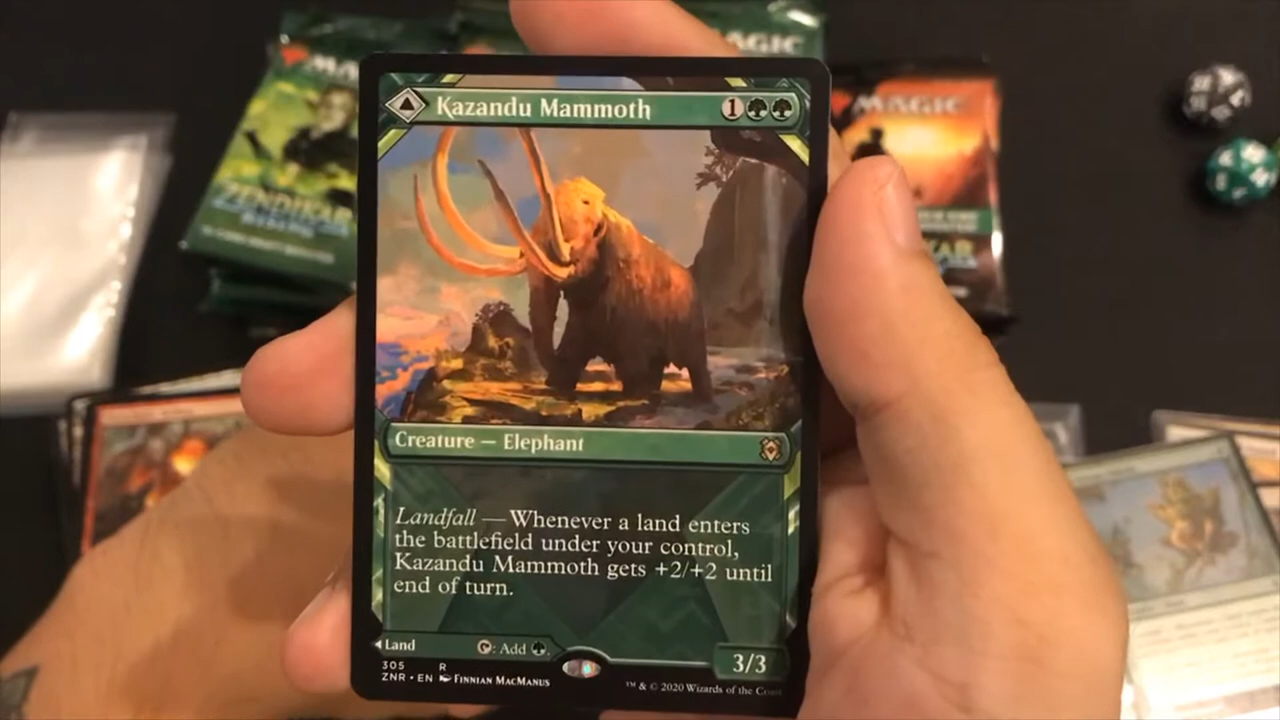 MAGIC
MAGIC
ZENDIKAR
Kazandu Mammoth 1
Creature — Elephant
Landfall — Whenever a land enters
the battlefield under your control,
Kazandu Mammoth gets +2/+2 until
end of turn.
Land : Add .
3/3
305 R
ZNR • EN FINNIAN MACMANUS
™ & © 2020 Wizards of the